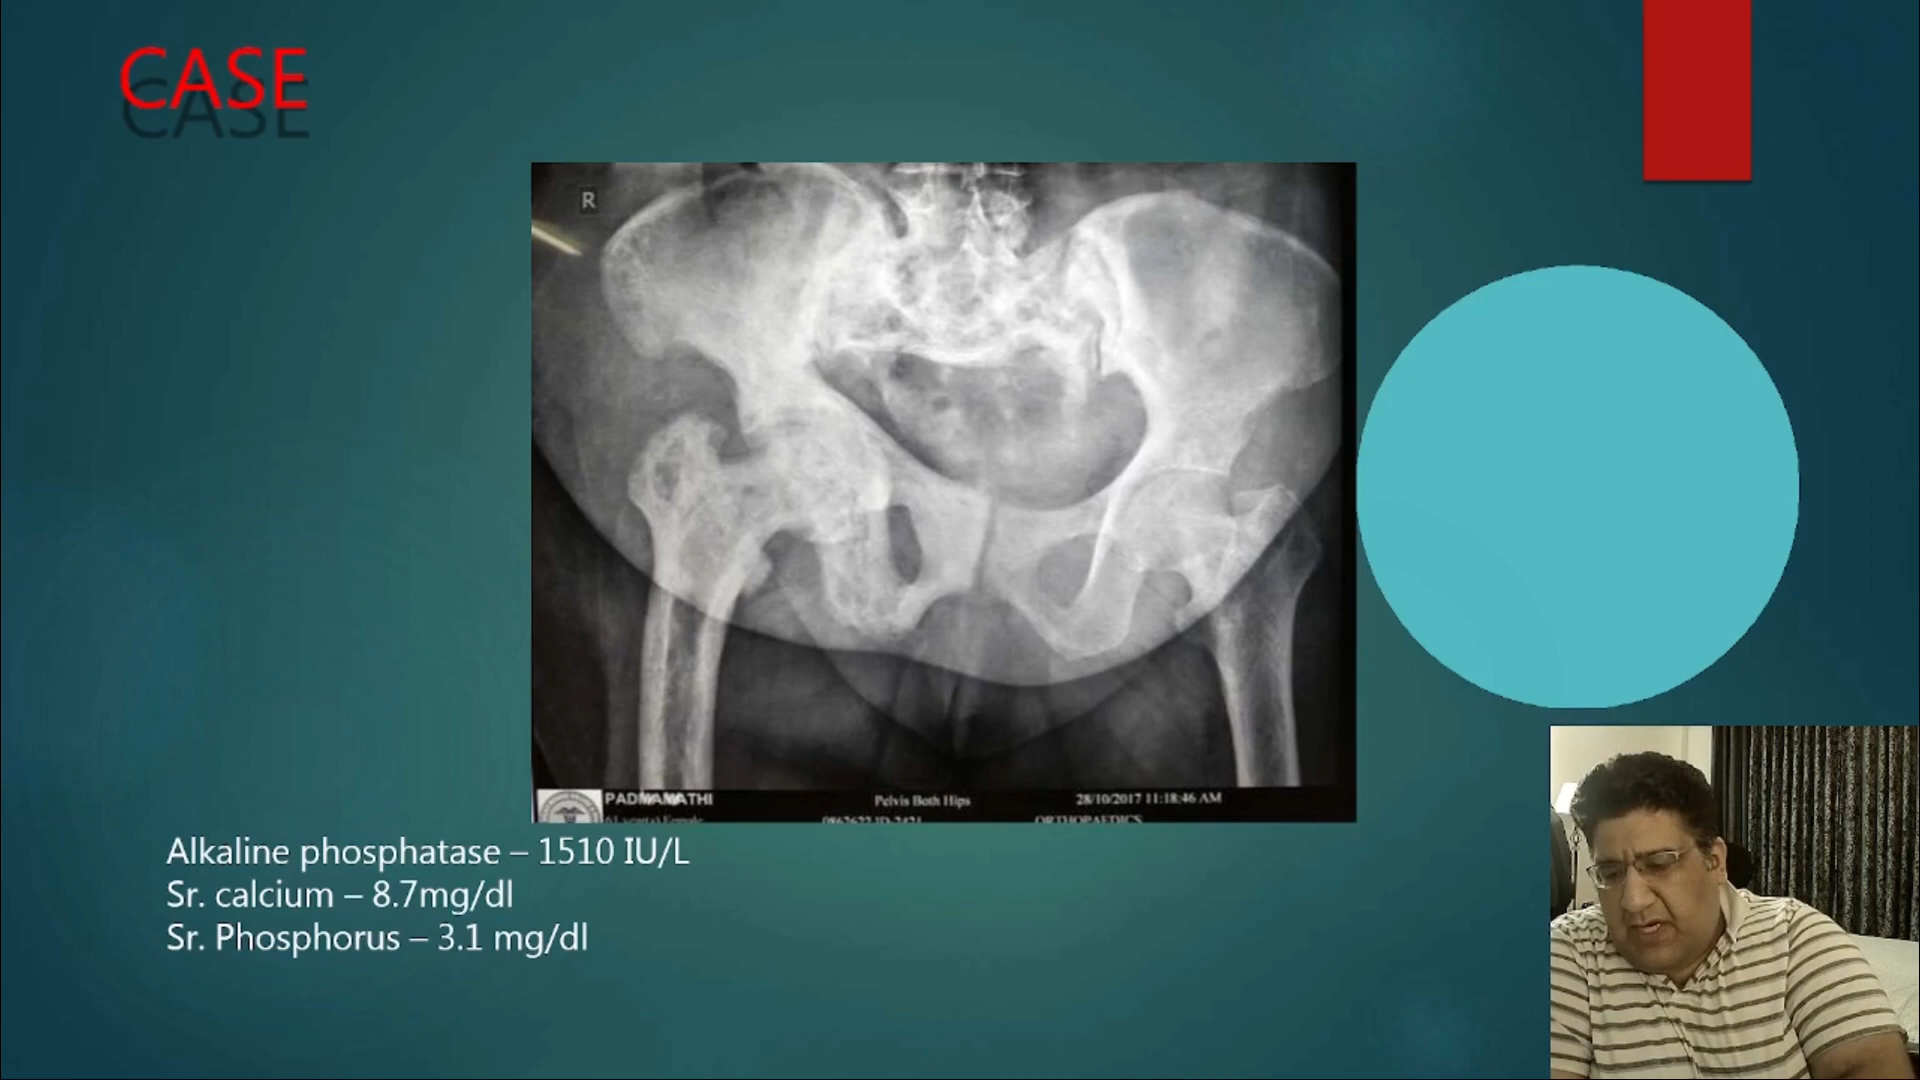 CASE
R
PADMAVATHI
Pelvis Both Hips
28/10/2017 11:18:46 AM
ORTHOPAEDICS
Alkaline phosphatase – 1510 IU/L
Sr. calcium – 8.7mg/dl
Sr. Phosphorus – 3.1 mg/dl